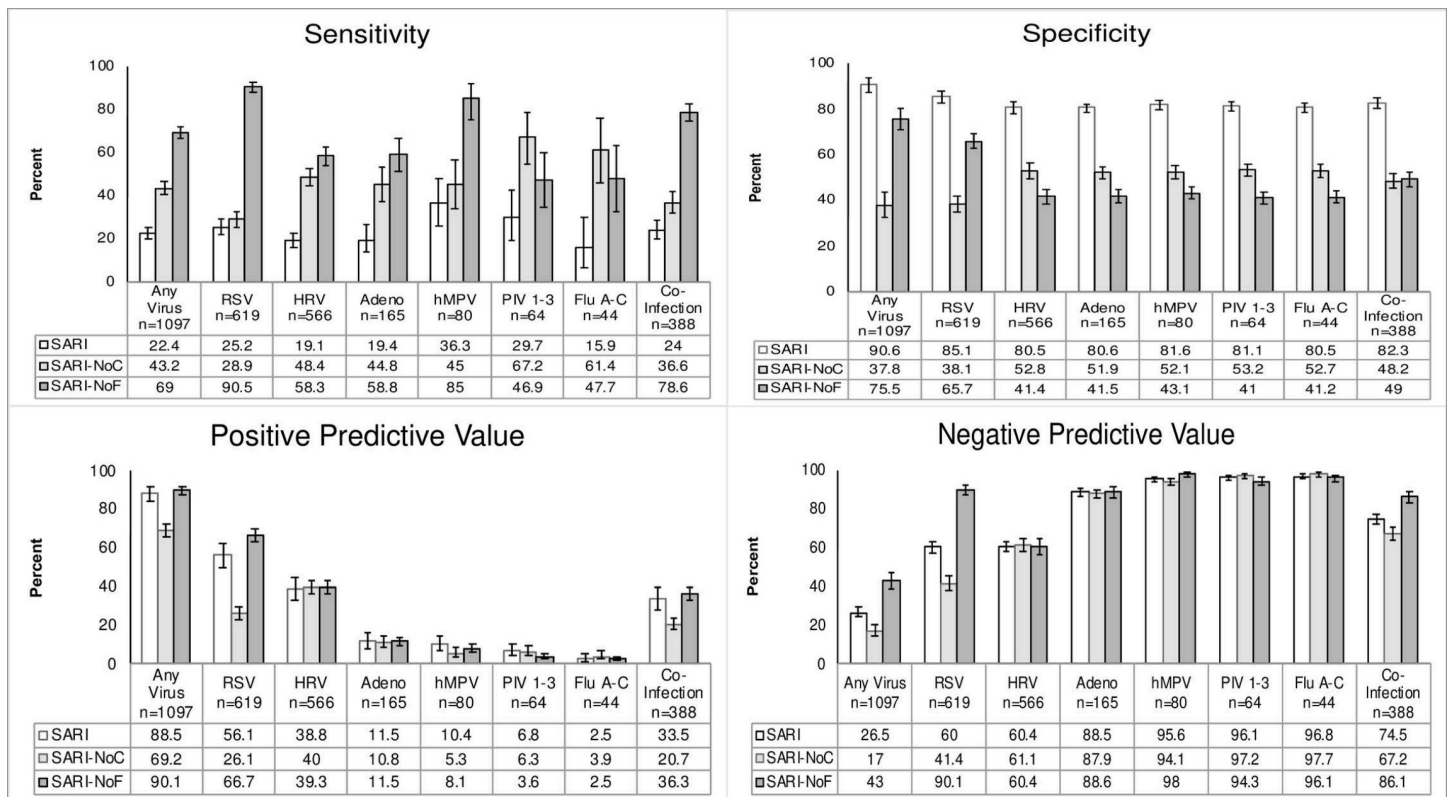 Sensitivity
Percent
100
80
60
40
20
0
Any Virus n=1097 RSV n=619 HRV n=566 Adeno n=165 hMPV n=80 PIV 1-3 n=64 Flu A-C n=44 Co-Infection n=388
SARI 22.4 25.2 19.1 19.4 36.3 29.7 15.9 24
SARI-NoC 43.2 28.9 48.4 44.8 45 67.2 61.4 36.6
SARI-NoF 69 90.5 58.3 58.8 85 46.9 47.7 78.6
Specificity
Percent
100
80
60
40
20
0
Any Virus n=1097 RSV n=619 HRV n=566 Adeno n=165 hMPV n=80 PIV 1-3 n=64 Flu A-C n=44 Co-Infection n=388
SARI 90.6 85.1 80.5 80.6 81.6 81.1 80.5 82.3
SARI-NoC 37.8 38.1 52.8 51.9 52.1 53.2 52.7 48.2
SARI-NoF 75.5 65.7 41.4 41.5 43.1 41 41.2 49
Positive Predictive Value
Percent
100
80
60
40
20
0
Any Virus n=1097 RSV n=619 HRV n=566 Adeno n=165 hMPV n=80 PIV 1-3 n=64 Flu A-C n=44 Co-Infection n=388
SARI 88.5 56.1 38.8 11.5 10.4 6.8 2.5 33.5
SARI-NoC 69.2 26.1 40 10.8 5.3 6.3 3.9 20.7
SARI-NoF 90.1 66.7 39.3 11.5 8.1 3.6 2.5 36.3
Negative Predictive Value
Percent
100
80
60
40
20
0
Any Virus n=1097 RSV n=619 HRV n=566 Adeno n=165 hMPV n=80 PIV 1-3 n=64 Flu A-C n=44 Co-Infection n=388
SARI 26.5 60 60.4 88.5 95.6 96.1 96.8 74.5
SARI-NoC 17 41.4 61.1 87.9 94.1 97.2 97.7 67.2
SARI-NoF 43 90.1 60.4 88.6 98 94.3 96.1 86.1